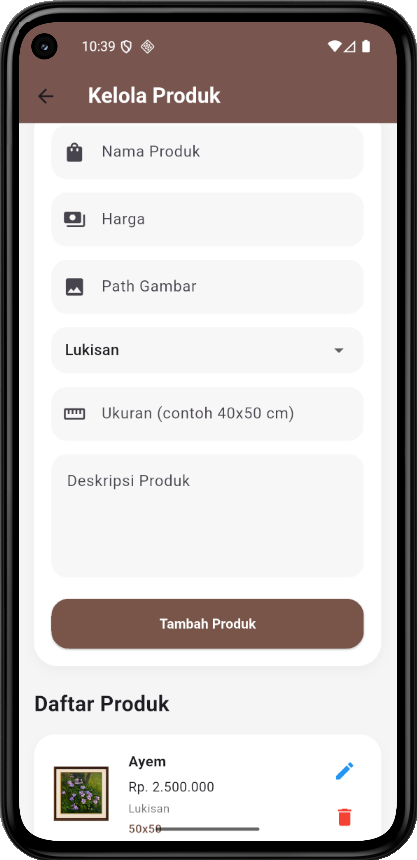 10:39
Kelola Produk
Nama Produk
Harga
Path Gambar
Lukisan
Ukuran (contoh 40x50 cm)
Deskripsi Produk
Tambah Produk
Daftar Produk
Ayem
Rp. 2.500.000
Lukisan
50x50